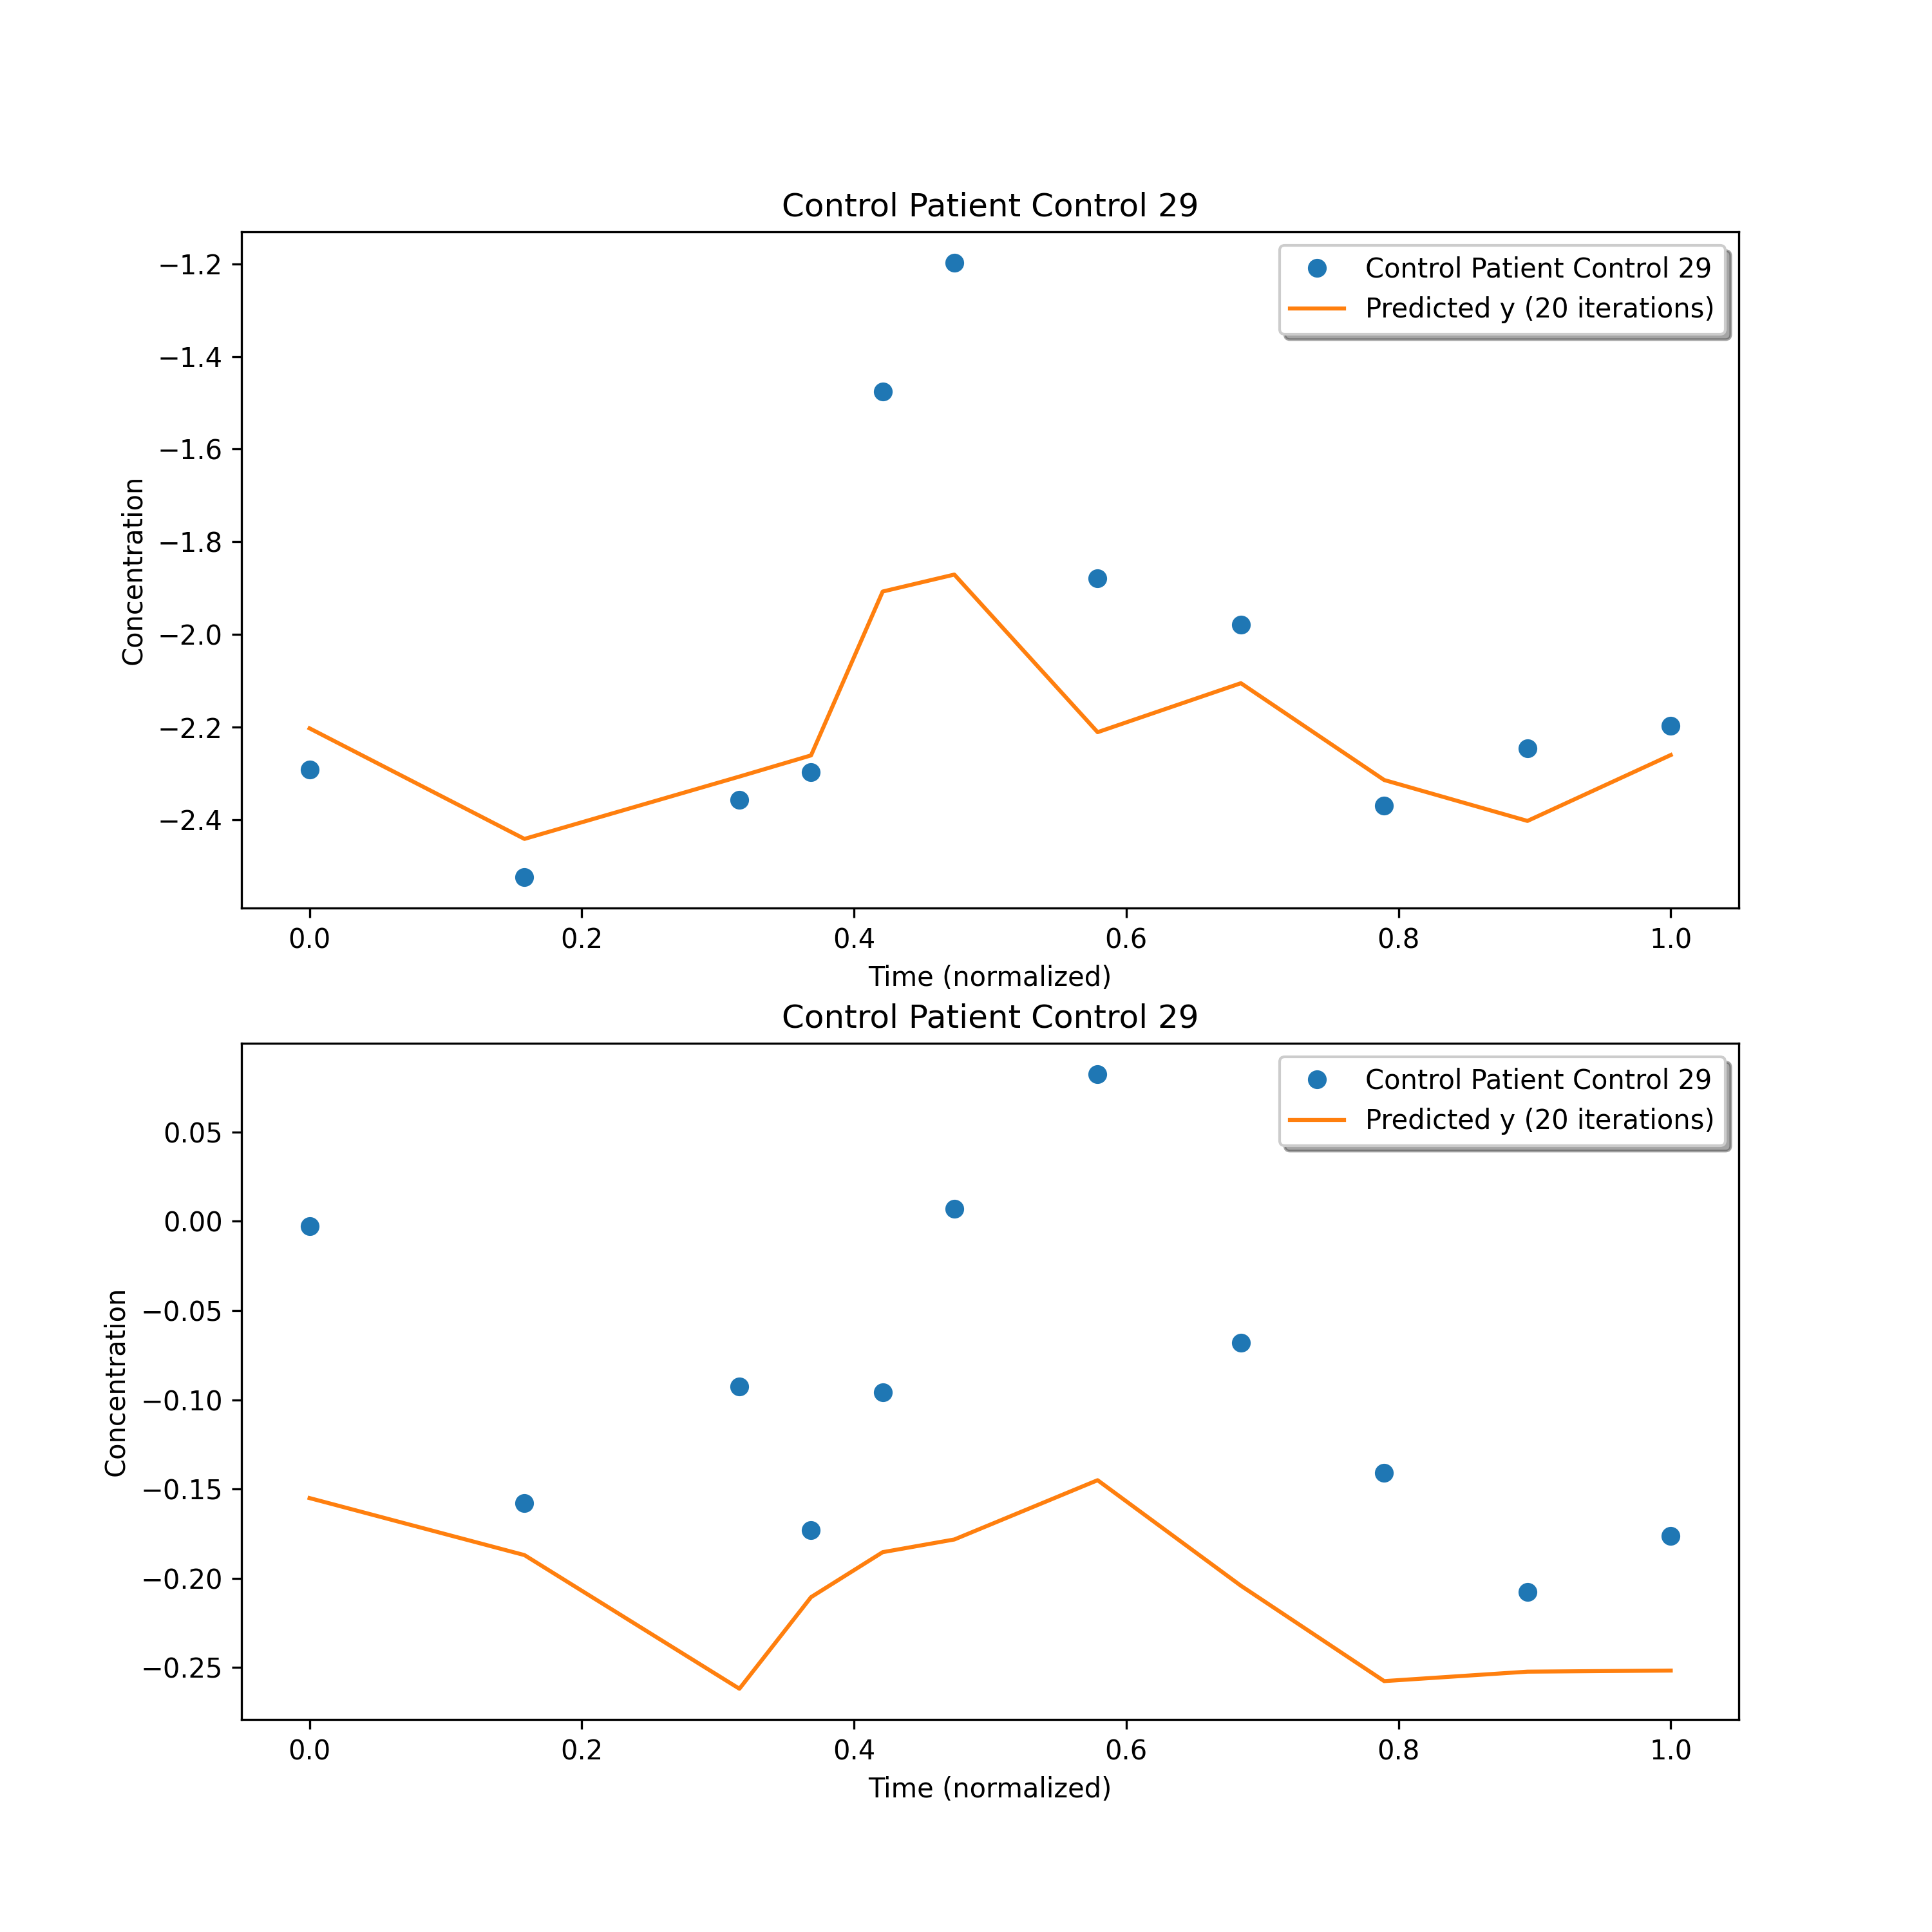 Control Patient Control 29
Control Patient Control 29
Predicted y (20 iterations)
−1.2
−1.4
−1.6
−1.8
−2.0
−2.2
−2.4
Concentration
0.0 0.2 0.4 0.6 0.8 1.0
Time (normalized)
Control Patient Control 29
Control Patient Control 29
Predicted y (20 iterations)
0.05
0.00
−0.05
−0.10
−0.15
−0.20
−0.25
Concentration
0.0 0.2 0.4 0.6 0.8 1.0
Time (normalized)